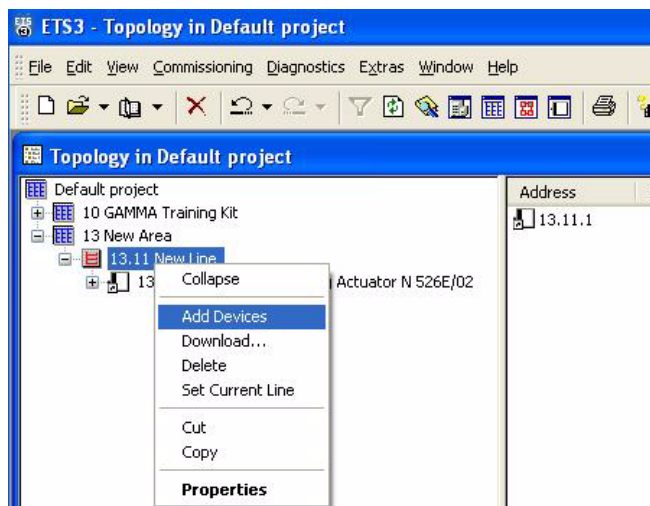 ETS3 - Topology in Default project
File Edit View Commissioning Diagnostics Extras Window Help
Topology in Default project
Default project
10 GAMMA Training Kit
13 New Area
13.11 New Line
13
Actuator N 526E/02
Collapse
Add Devices
Download...
Delete
Set Current Line
Cut
Copy
Properties
Address
13.11.1